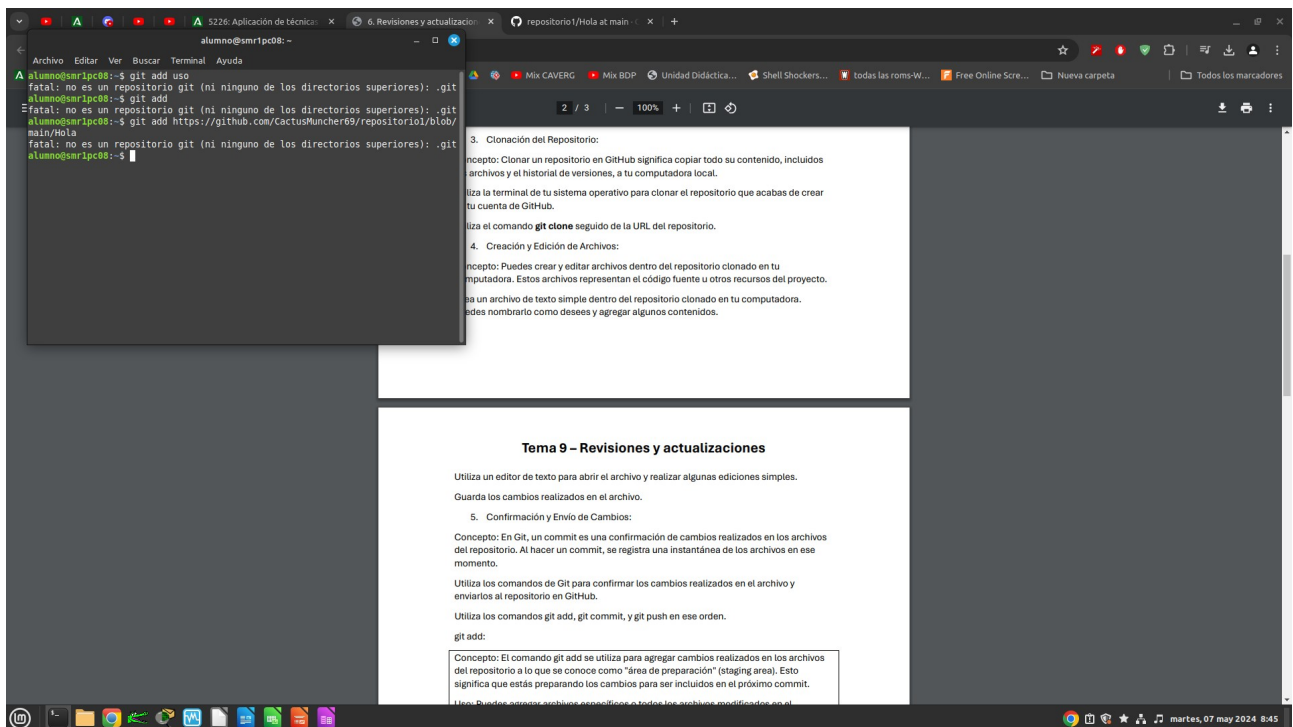 5226: Aplicación de técnicas
6. Revisiones y actualizacion
repositorio1/Hola at main ·
alumno@smr1pc08: ~
Archivo Editar Ver Buscar Terminal Ayuda
alumno@smr1pc08:~$ git add uso
fatal: no es un repositorio git (ni ninguno de los directorios superiores): .git
alumno@smr1pc08:~$ git add
fatal: no es un repositorio git (ni ninguno de los directorios superiores): .git
alumno@smr1pc08:~$ git add https://github.com/CactusMuncher69/repositorio1/blob/
main/Hola
fatal: no es un repositorio git (ni ninguno de los directorios superiores): .git
alumno@smr1pc08:~$
Mix CAVERG
Mix BDP
Unidad Didáctica...
Shell Shockers...
todas las roms-W...
Free Online Scre...
Nueva carpeta
Todos los marcadores
2 / 3
100%
3. Clonación del Repositorio:
ncepto: Clonar un repositorio en GitHub significa copiar todo su contenido, incluidos
archivos y el historial de versiones, a tu computadora local.
liza la terminal de tu sistema operativo para clonar el repositorio que acabas de crear
tu cuenta de GitHub.
liza el comando git clone seguido de la URL del repositorio.
4. Creación y Edición de Archivos:
ncepto: Puedes crear y editar archivos dentro del repositorio clonado en tu
mputadora. Estos archivos representan el código fuente u otros recursos del proyecto.
ea un archivo de texto simple dentro del repositorio clonado en tu computadora.
edes nombrarlo como desees y agregar algunos contenidos.
Tema 9 – Revisiones y actualizaciones
Utiliza un editor de texto para abrir el archivo y realizar algunas ediciones simples.
Guarda los cambios realizados en el archivo.
5. Confirmación y Envío de Cambios:
Concepto: En Git, un commit es una confirmación de cambios realizados en los archivos
del repositorio. Al hacer un commit, se registra una instantánea de los archivos en ese
momento.
Utiliza los comandos de Git para confirmar los cambios realizados en el archivo y
enviarlos al repositorio en GitHub.
Utiliza los comandos git add, git commit, y git push en ese orden.
git add:
Concepto: El comando git add se utiliza para agregar cambios realizados en los archivos
del repositorio a lo que se conoce como "área de preparación" (staging area). Esto
significa que estás preparando los cambios para ser incluidos en el próximo commit.
Uso: Puedes agregar archivos específicos o todos los archivos modificados en el
martes, 07 may 2024 8:45